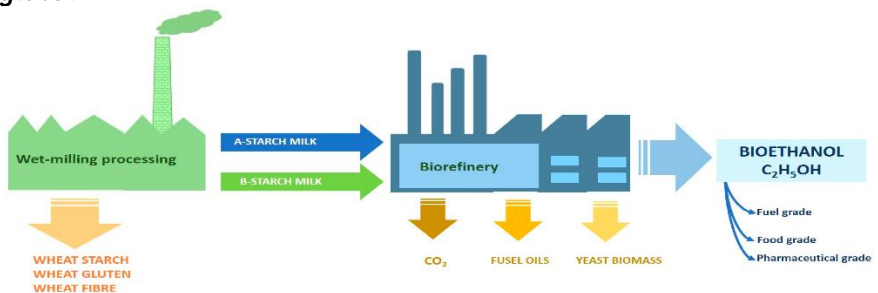 Wet-milling processing
A-STARCH MILK
B-STARCH MILK
Biorefinery
BIOETHANOL
C₂H₅OH
Fuel grade
Food grade
Pharmaceutical grade
WHEAT STARCH
WHEAT GLUTEN
WHEAT FIBRE
CO₂
FUSEL OILS
YEAST BIOMASS